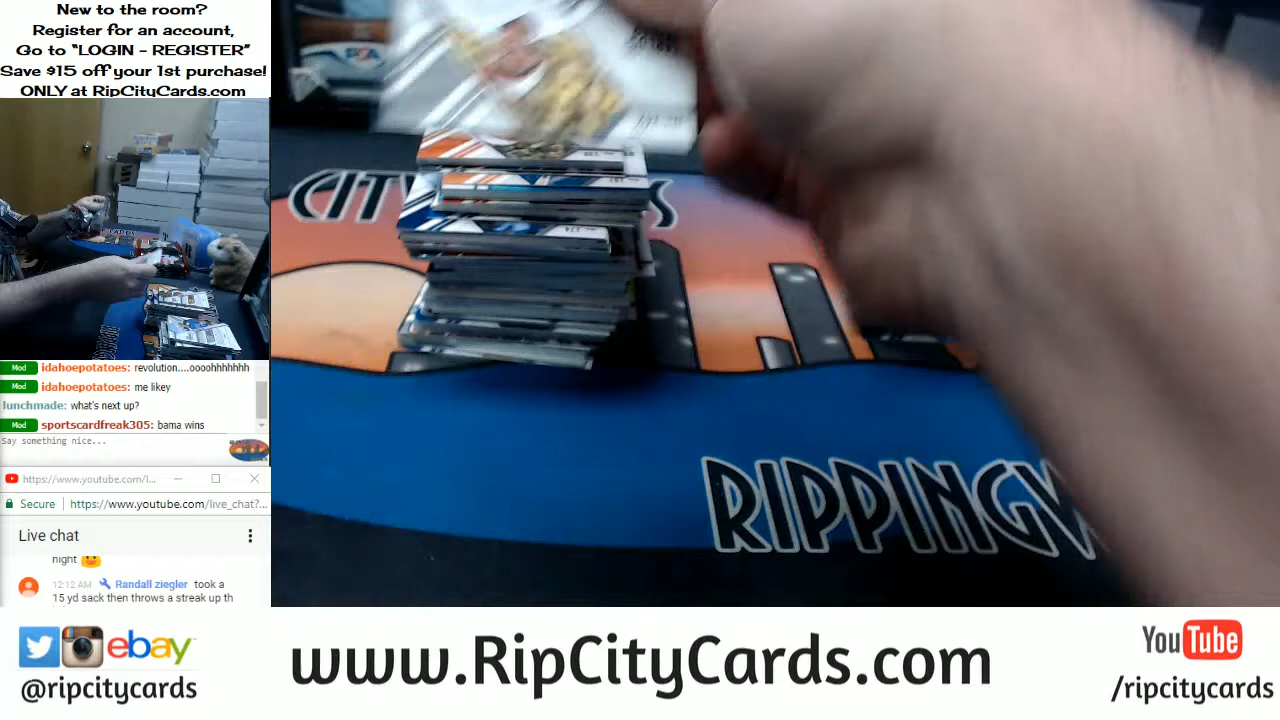 New to the room?
Register for an account,
Go to “LOGIN - REGISTER”
Save $15 off your 1st purchase!
ONLY at RipCityCards.com
CITY
RIPPINGW
Mod idahoepotatoes: revolution....ooohhhhhhh
Mod idahoepotatoes: me likey
lunchmade: what's next up?
Mod sportscardfreak305: bama wins
Say something nice...
https://www.youtube.com/l...
Secure https://www.youtube.com/live_chat?...
Live chat
night
12:12 AM Randall ziegler took a
15 yd sack then throws a streak up th
ebay
@ripcitycards
www.RipCityCards.com
YouTube
/ripcitycards